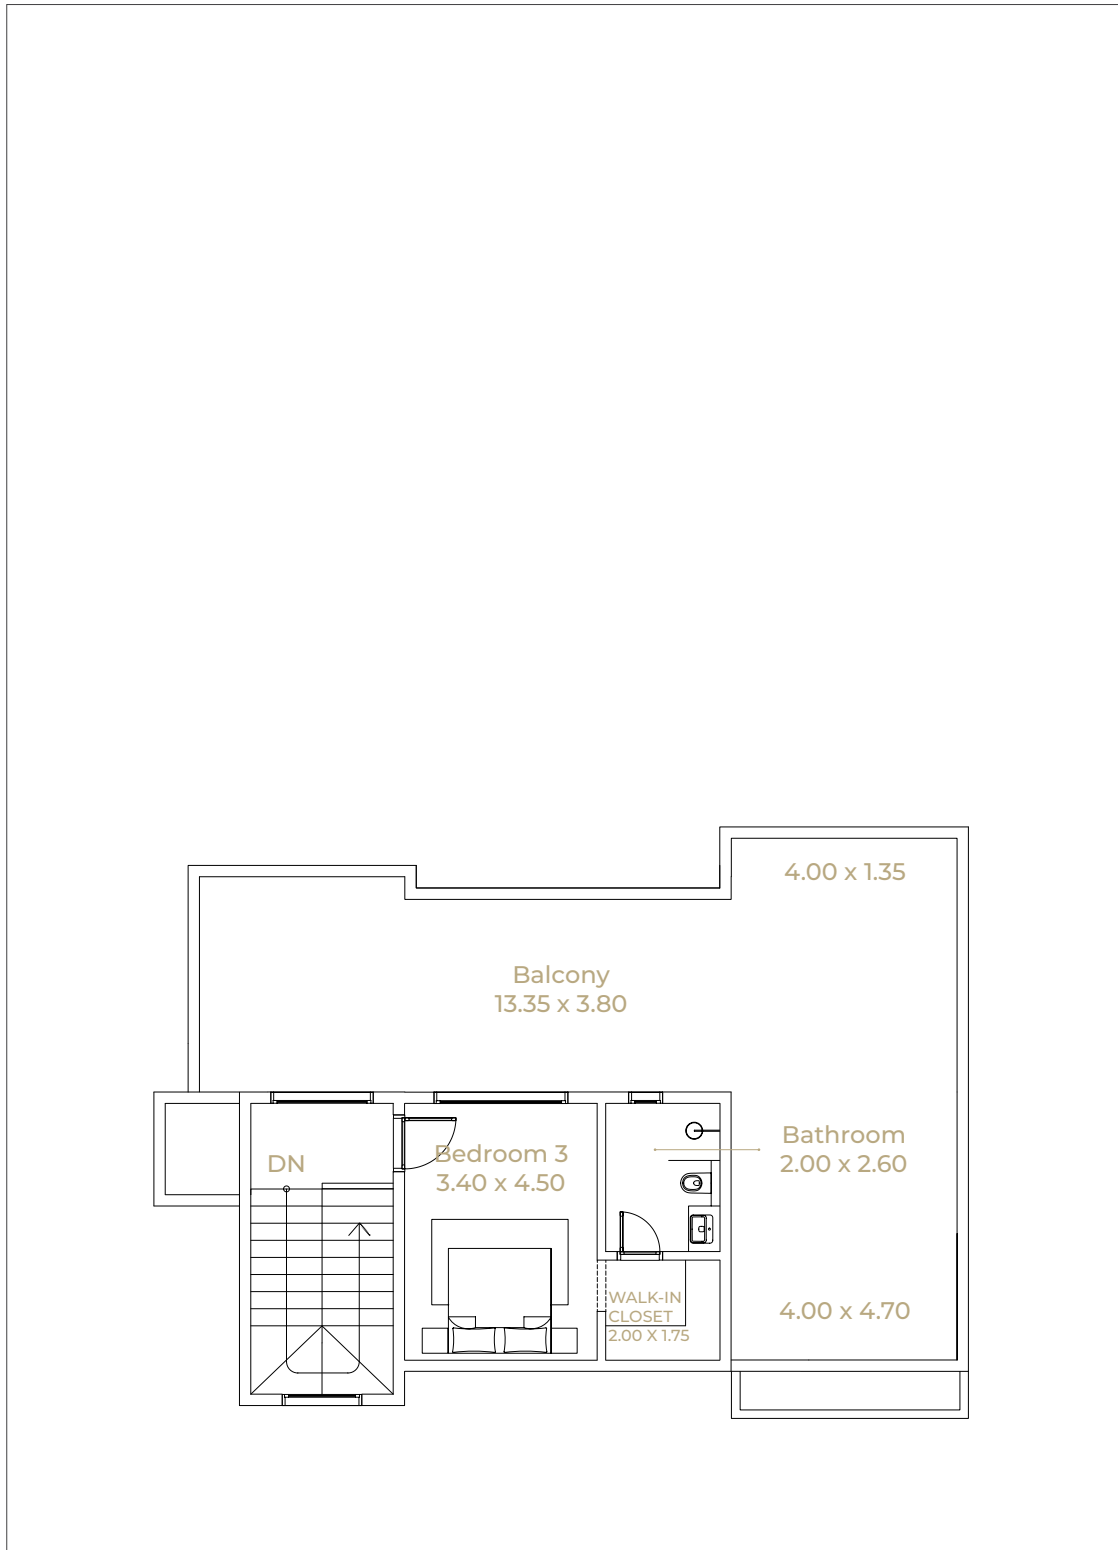 4.00 x 1.35
Balcony
13.35 x 3.80
Bathroom
2.00 x 2.60
DN
Bedroom 3
3.40 x 4.50
WALK-IN
CLOSET
2.00 X 1.75
4.00 x 4.70